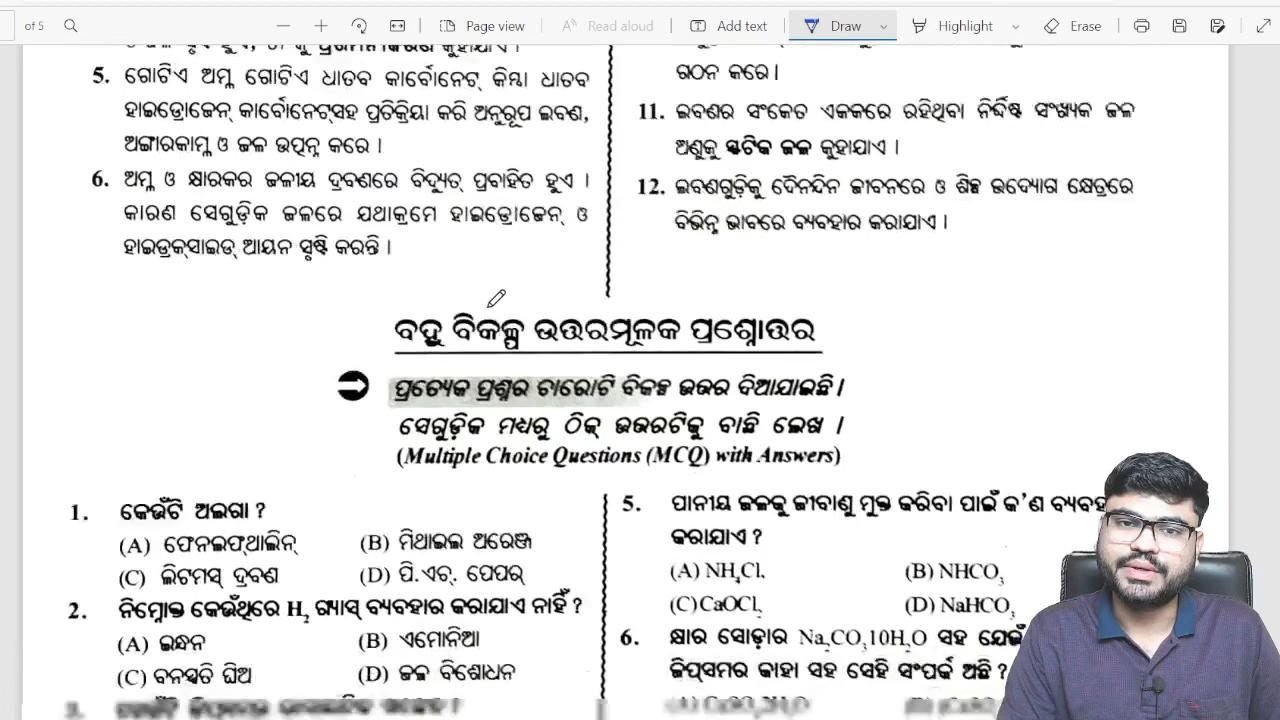 of 5
Page view
Read aloud
Add text
Draw
Highlight
Erase
5. ଗୋଟିଏ ଅମ୍ଳ ଗୋଟିଏ ଧାତବ କାର୍ବୋନେଟ୍ କିମ୍ବା ଧାତବ
ହାଇଡ୍ରୋଜେନ୍ କାର୍ବୋନେଟ୍‌ସହ ପ୍ରତିକ୍ରିୟା କରି ଅନୁରୂପ ଲବଣ,
ଅଙ୍ଗାରକାମ୍ଳ ଓ ଜଳ ଉତ୍ପନ୍ନ କରେ ।
6. ଅମ୍ଳ ଓ କ୍ଷାରକର ଜଳୀୟ ଦ୍ରବଣରେ ବିଦ୍ୟୁତ୍ ପ୍ରବାହିତ ହୁଏ ।
କାରଣ ସେଗୁଡ଼ିକ ଜଳରେ ଯଥାକ୍ରମେ ହାଇଡ୍ରୋଜେନ୍ ଓ
ହାଇଡ୍ରକ୍‌ସାଇଡ୍ ଆୟନ ସୃଷ୍ଟି କରନ୍ତି ।
ଗଠନ କରେ ।
11. ଲବଣର ସଂକେତ ଏକକରେ ରହିଥିବା ନିର୍ଦ୍ଦିଷ୍ଟ ସଂଖ୍ୟକ ଜଳ
ଅଣୁକୁ ସ୍ଫଟିକ ଜଳ କୁହାଯାଏ ।
12. ଲବଣଗୁଡ଼ିକୁ ଦୈନନ୍ଦିନ ଜୀବନରେ ଓ ଶିଳ୍ପ ଉଦ୍ୟୋଗ କ୍ଷେତ୍ରରେ
ବିଭିନ୍ନ ଭାବରେ ବ୍ୟବହାର କରାଯାଏ ।
ବହୁ ବିକଳ୍ପ ଉତ୍ତରମୂଳକ ପ୍ରଶ୍ନୋତ୍ତର
ପ୍ରତ୍ୟେକ ପ୍ରଶ୍ନର ଚାରୋଟି ବିକଳ୍ପ ଉତ୍ତର ଦିଆଯାଇଛି ।
ସେଗୁଡ଼ିକ ମଧ୍ୟରୁ ଠିକ୍ ଉତ୍ତରଟିକୁ ବାଛି ଲେଖ ।
(Multiple Choice Questions (MCQ) with Answers)
1. କେଉଁଟି ଅଲଗା ?
(A) ଫେନଲଫ୍‌ଥାଲିନ୍ (B) ମିଥାଇଲ ଅରେଞ୍ଜ
(C) ଲିଟମସ୍ ଦ୍ରବଣ (D) ପି.ଏଚ୍. ପେପର୍
2. ନିମ୍ନୋକ୍ତ କେଉଁଥିରେ H₂ ଗ୍ୟାସ୍ ବ୍ୟବହାର କରାଯାଏ ନାହିଁ ?
(A) ଇନ୍ଧନ (B) ଏମୋନିଆ
(C) ବନସ୍ପତି ଘିଅ (D) ଜଳ ବିଶୋଧନ
3.
5. ପାନୀୟ ଜଳକୁ ଜୀବାଣୁ ମୁକ୍ତ କରିବା ପାଇଁ କ'ଣ
କରାଯାଏ ?
(A) NH₄Cl. (B) NHCO₃
(C) CaOCl₂ (D) NaHCO₃
6. କ୍ଷାର ସୋଡ଼ାର Na₂CO₃10H₂O ସହ
ଜିପ୍‌ସମର କାହା ସହ ସେହି ସଂପର୍କ ଅଛି ?